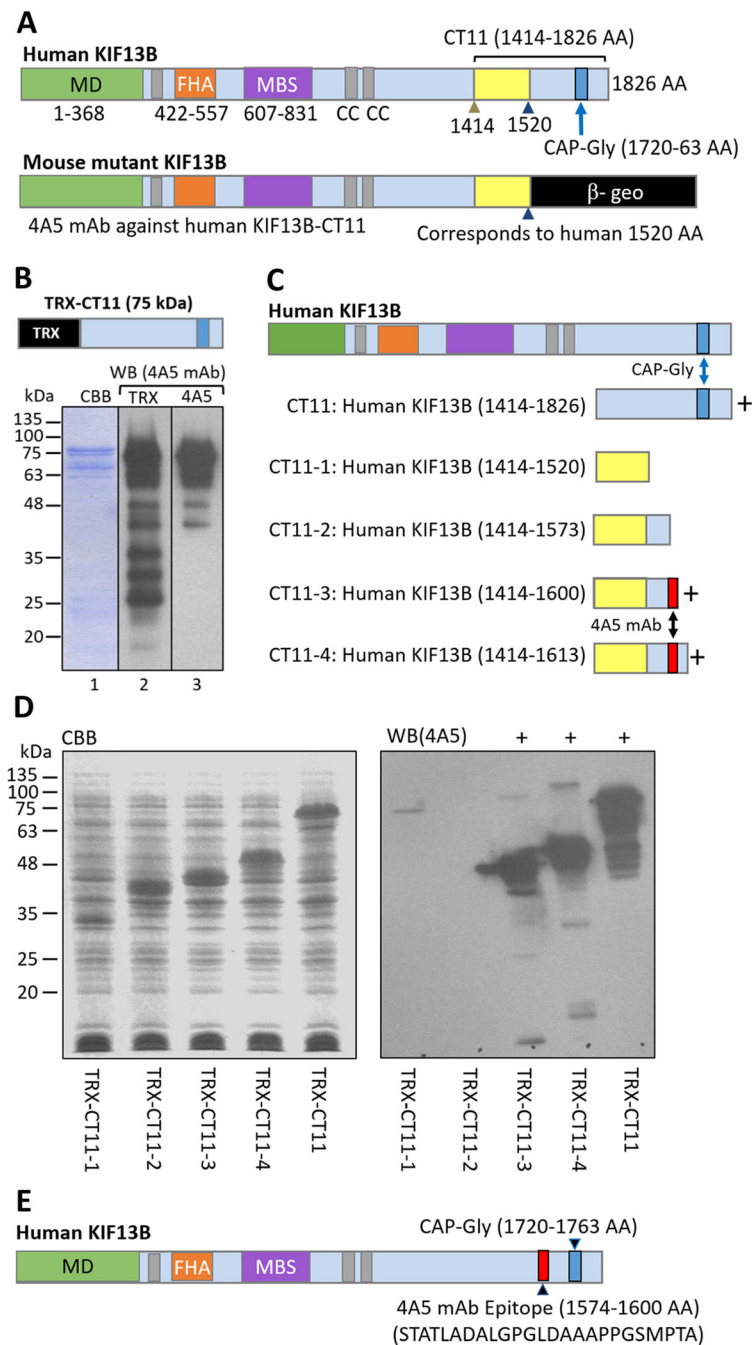 A
Human KIF13B
CT11 (1414-1826 AA)
MD
FHA
MBS
1826 AA
1-368
422-557
607-831
CC CC
1414
1520
CAP-Gly (1720-63 AA)
Mouse mutant KIF13B
β- geo
4A5 mAb against human KIF13B-CT11
Corresponds to human 1520 AA
B
TRX-CT11 (75 kDa)
TRX
WB (4A5 mAb)
kDa
CBB
TRX
4A5
135
100
75
63
48
35
25
20
1
2
3
C
Human KIF13B
CAP-Gly
CT11: Human KIF13B (1414-1826)
+
CT11-1: Human KIF13B (1414-1520)
CT11-2: Human KIF13B (1414-1573)
CT11-3: Human KIF13B (1414-1600)
+
4A5 mAb
CT11-4: Human KIF13B (1414-1613)
+
D
kDa
CBB
135
100
75
63
48
35
25
20
TRX-CT11-1
TRX-CT11-2
TRX-CT11-3
TRX-CT11-4
TRX-CT11
WB(4A5)
+
+
+
TRX-CT11-1
TRX-CT11-2
TRX-CT11-3
TRX-CT11-4
TRX-CT11
E
Human KIF13B
CAP-Gly (1720-1763 AA)
MD
FHA
MBS
4A5 mAb Epitope (1574-1600 AA)
(STATLADALGPGLDAAAPPGSMPTA)